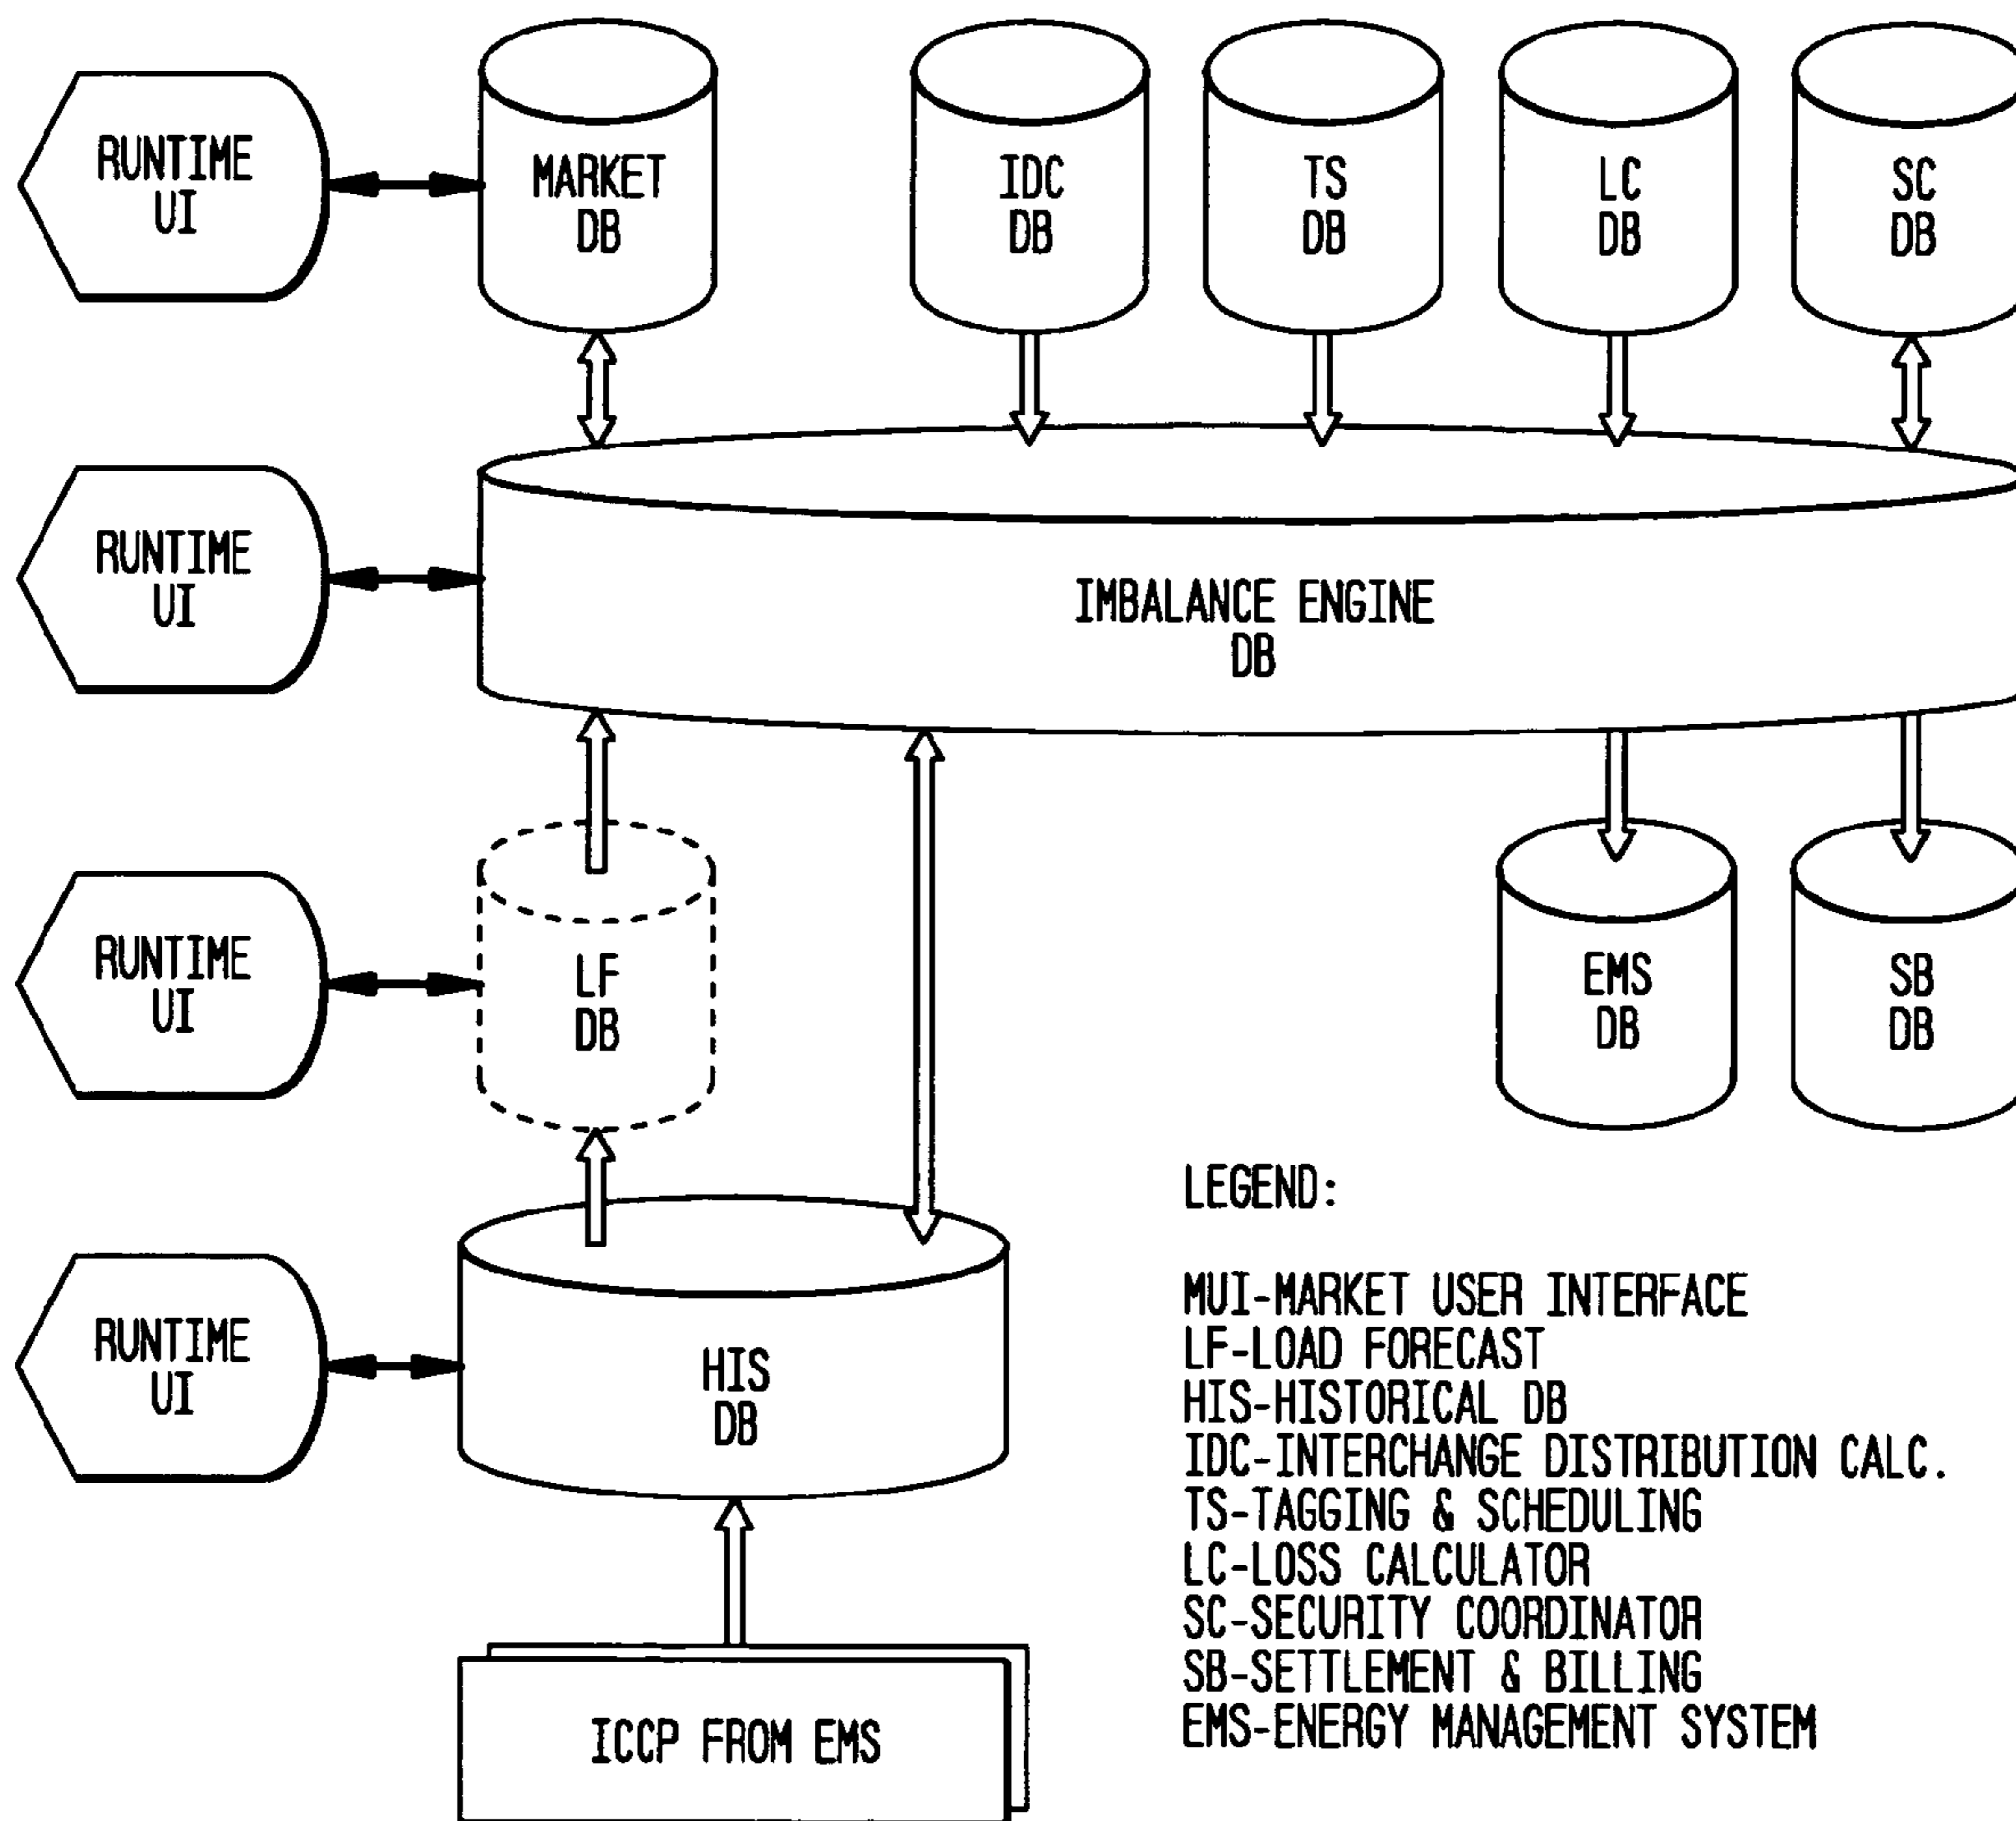 RUNTIME
UI
MARKET
DB
IDC
DB
TS
DB
LC
DB
SC
DB
RUNTIME
UI
IMBALANCE ENGINE
DB
RUNTIME
UI
LF
DB
EMS
DB
SB
DB
RUNTIME
UI
HIS
DB
ICCP FROM EMS
LEGEND:
MUI-MARKET USER INTERFACE
LF-LOAD FORECAST
HIS-HISTORICAL DB
IDC-INTERCHANGE DISTRIBUTION CALC.
TS-TAGGING & SCHEDULING
LC-LOSS CALCULATOR
SC-SECURITY COORDINATOR
SB-SETTLEMENT & BILLING
EMS-ENERGY MANAGEMENT SYSTEM